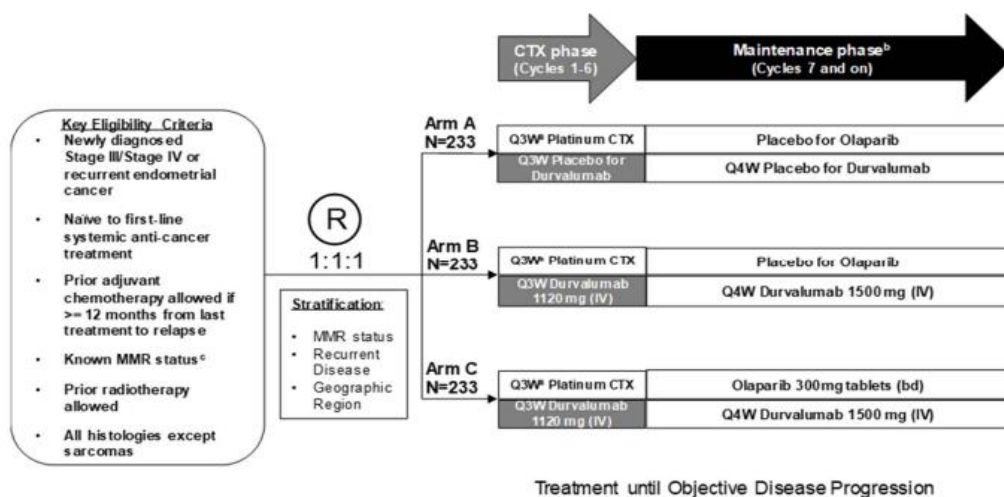 CTX phase
(Cycles 1-6)
Maintenance phaseᵇ
(Cycles 7 and on)
Key Eligibility Criteria
• Newly diagnosed
Stage III/Stage IV or
recurrent endometrial
cancer
• Naïve to first-line
systemic anti-cancer
treatment
• Prior adjuvant
chemotherapy allowed if
>= 12 months from last
treatment to relapse
• Known MMR status ᶜ
• Prior radiotherapy
allowed
• All histologies except
sarcomas
R
1:1:1
Stratification:
• MMR status
• Recurrent
Disease
• Geographic
Region
Arm A
N=233
Q3Wᵃ Platinum CTX
Placebo for Olaparib
Q3W Placebo for
Durvalumab
Q4W Placebo for Durvalumab
Arm B
N=233
Q3Wᵃ Platinum CTX
Placebo for Olaparib
Q3W Durvalumab
1120 mg (IV)
Q4W Durvalumab 1500 mg (IV)
Arm C
N=233
Q3Wᵃ Platinum CTX
Olaparib 300mg tablets (bd)
Q3W Durvalumab
1120 mg (IV)
Q4W Durvalumab 1500 mg (IV)
Treatment until Objective Disease Progression